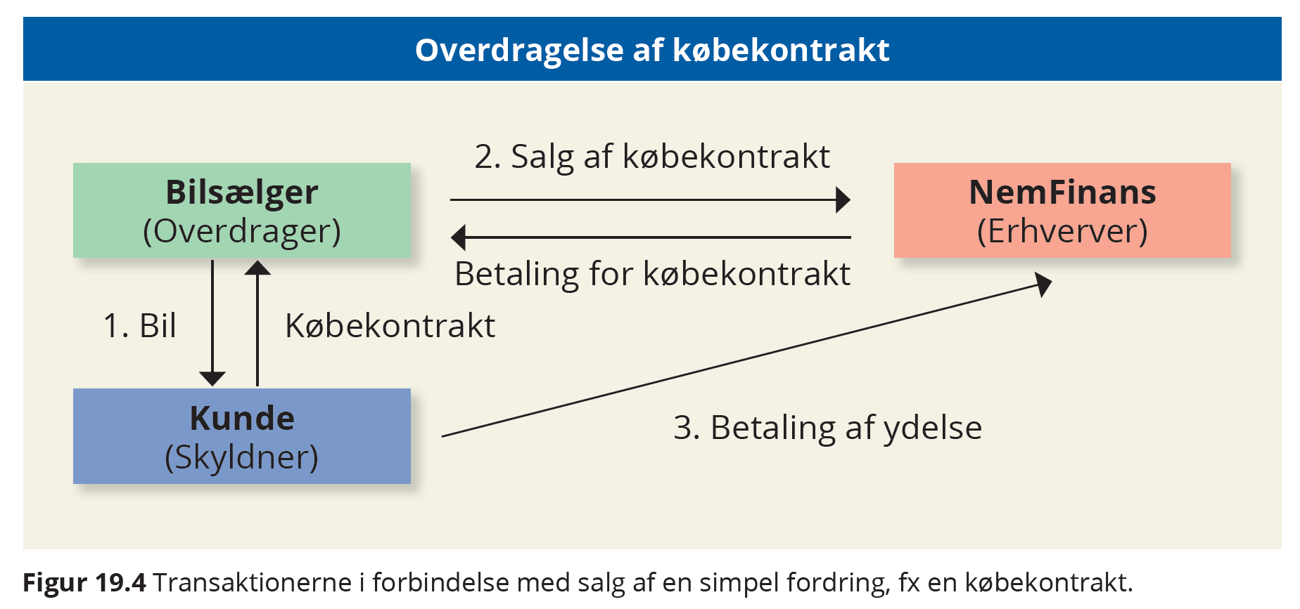 Overdragelse af købekontrakt
2. Salg af købekontrakt
Bilsælger
(Overdrager)
NemFinans
(Erhverver)
Betaling for købekontrakt
1. Bil
Købekontrakt
Kunde
(Skyldner)
3. Betaling af ydelse
Figur 19.4 Transaktionerne i forbindelse med salg af en simpel fordring, fx en købekontrakt.